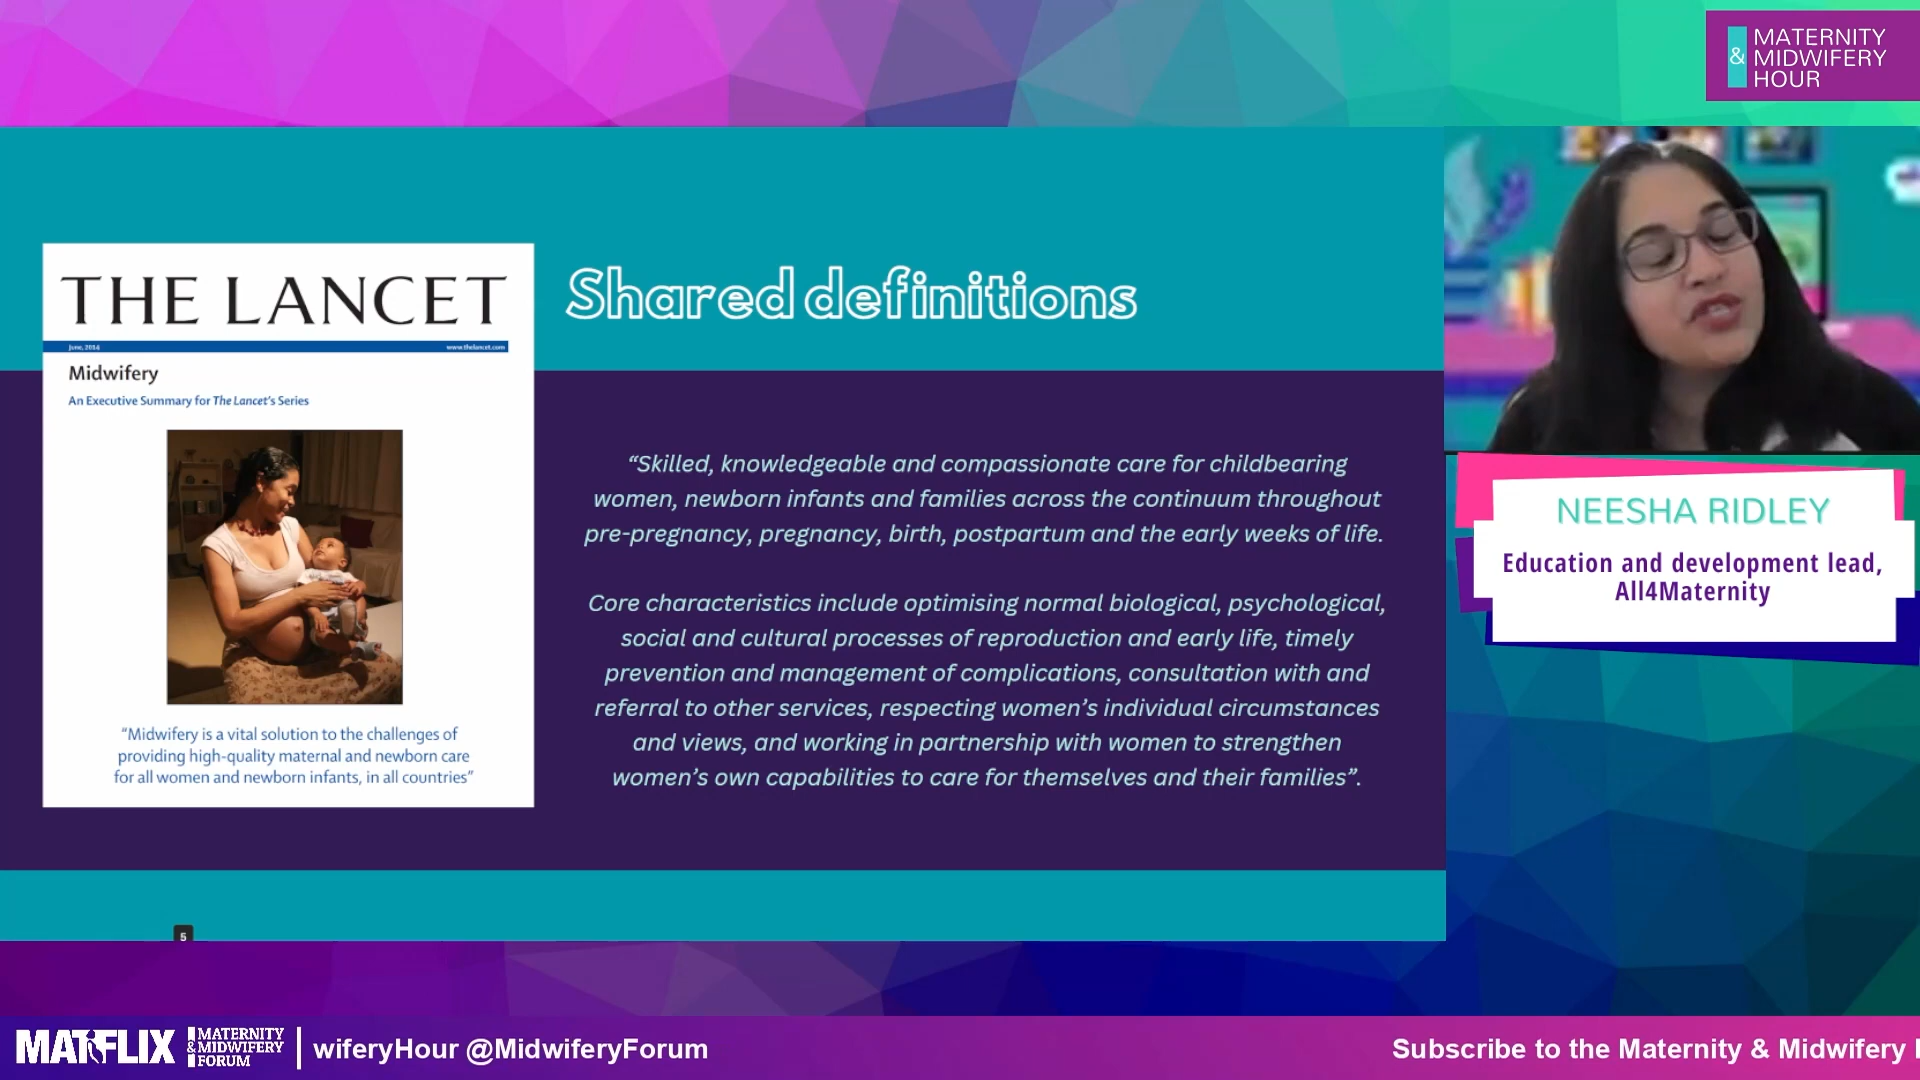 & MATERNITY
MIDWIFERY
HOUR
THE LANCET
June, 2014 www.thelancet.com
Midwifery
An Executive Summary for The Lancet's Series
“Midwifery is a vital solution to the challenges of
providing high-quality maternal and newborn care
for all women and newborn infants, in all countries”
Shared definitions
“Skilled, knowledgeable and compassionate care for childbearing
women, newborn infants and families across the continuum throughout
pre-pregnancy, pregnancy, birth, postpartum and the early weeks of life.
Core characteristics include optimising normal biological, psychological,
social and cultural processes of reproduction and early life, timely
prevention and management of complications, consultation with and
referral to other services, respecting women’s individual circumstances
and views, and working in partnership with women to strengthen
women’s own capabilities to care for themselves and their families”.
NEESHA RIDLEY
Education and development lead,
All4Maternity
5
MATFLIX
MATERNITY
& MIDWIFERY
FORUM
wiferyHour @MidwiferyForum
Subscribe to the Maternity & Midwifery